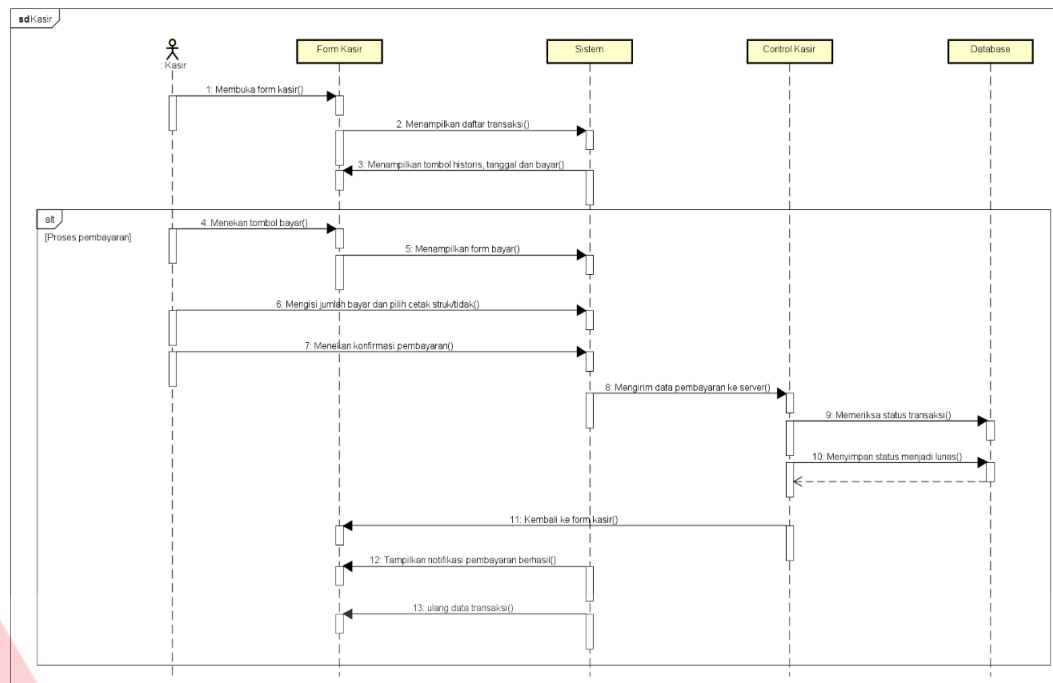 sd Kasir
: Kasir
Form Kasir
Sistem
Control Kasir
Database
1: Membuka form kasir()
2: Menampilkan daftar transaksi()
3: Menampilkan tombol historis, tanggal dan bayar()
alt
[Proses pembayaran]
4: Menekan tombol bayar()
5: Menampilkan form bayar()
6: Mengisi jumlah bayar dan pilih cetak struk/tidak()
7: Menekan konfirmasi pembayaran()
8: Mengirim data pembayaran ke server()
9: Memeriksa status transaksi()
10: Menyimpan status menjadi lunas()
11: Kembali ke form kasir()
12: Tampilkan notifikasi pembayaran berhasil()
13: ulang data transaksi()